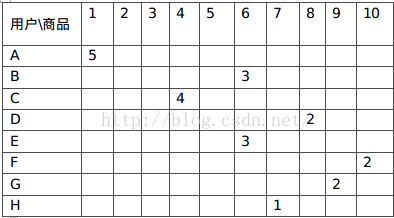 用户\商品 1 2 3 4 5 6 7 8 9 10
A 5
B 3
C 4
http://blog.csdn.net/
D 2
E 3
F 2
G 2
H 1